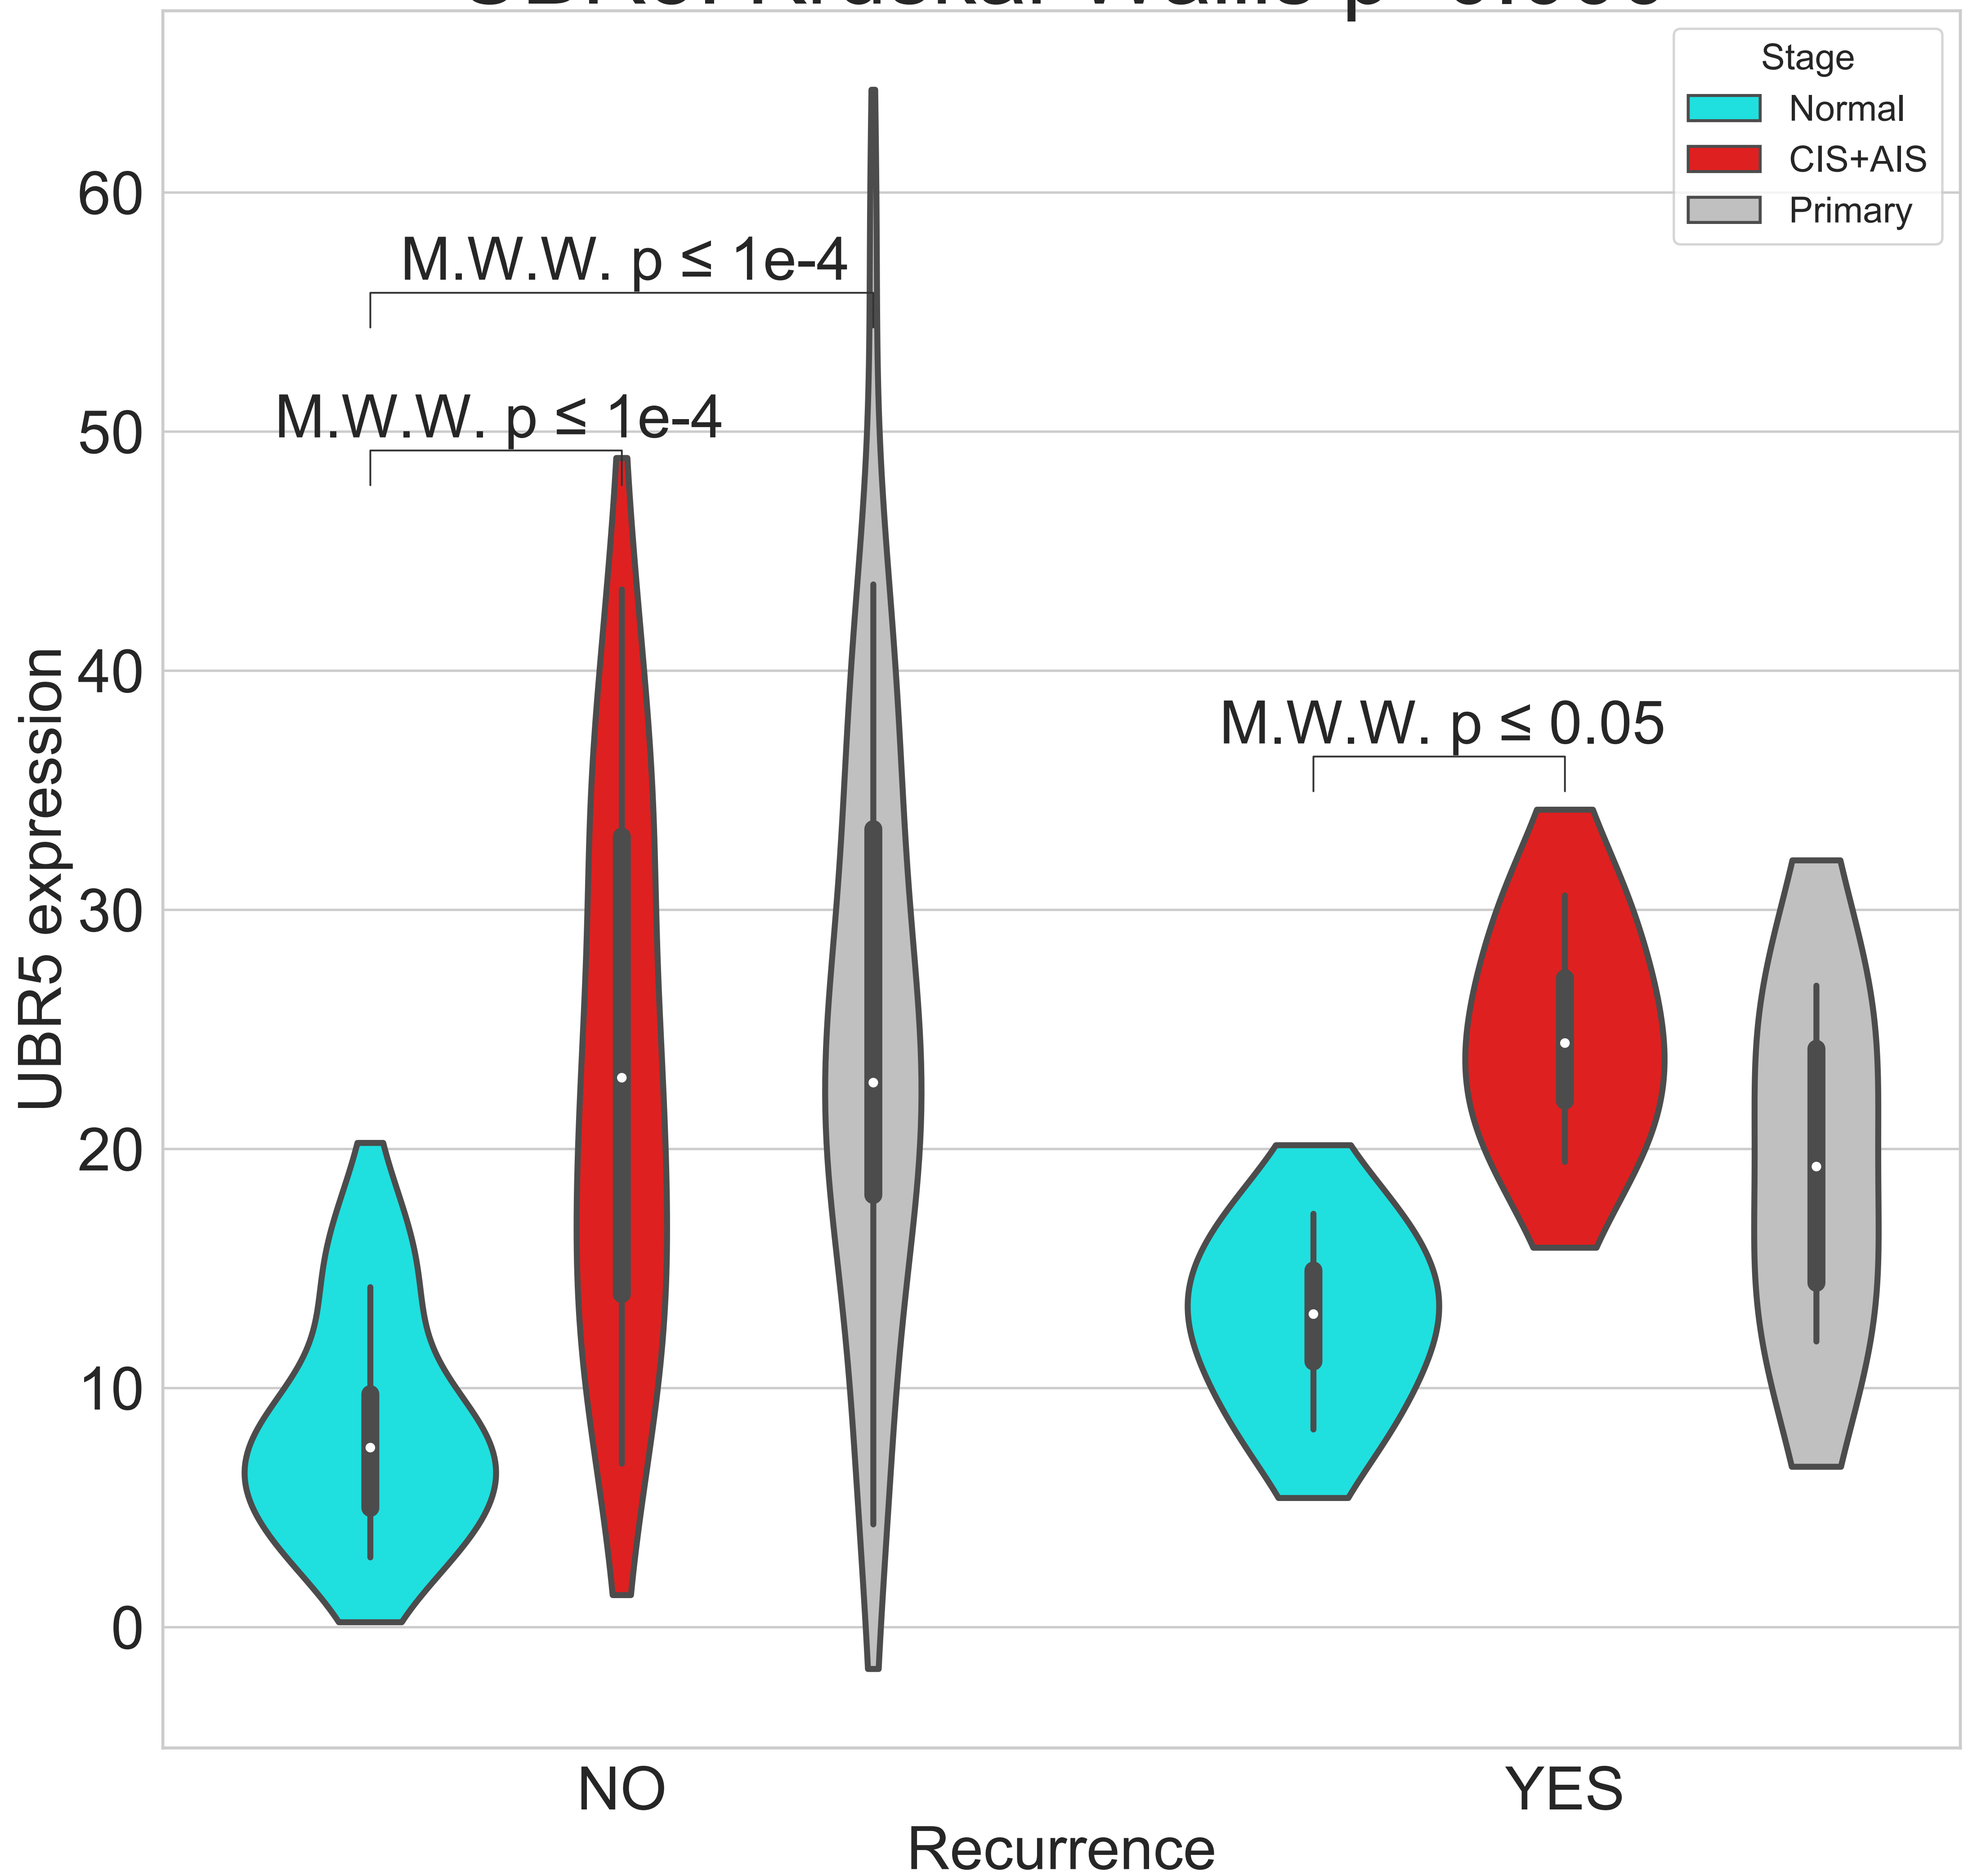 Stage
Normal
CIS+AIS
Primary
60
50
40
30
20
10
0
UBR5 expression
M.W.W. p ≤ 1e-4
M.W.W. p ≤ 1e-4
M.W.W. p ≤ 0.05
NO
YES
Recurrence